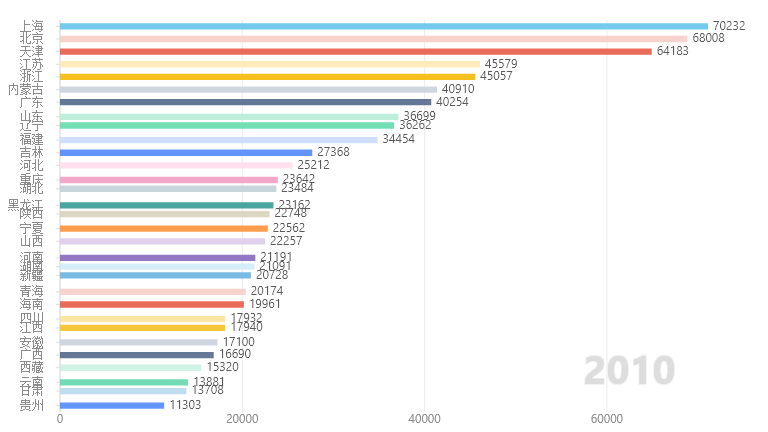 上海 70232
北京 68008
天津 64183
江苏 45579
浙江 45057
内蒙古 40910
广东 40254
山东 36699
辽宁 36262
福建 34454
吉林 27368
河北 25212
重庆 23642
湖北 23484
黑龙江 23162
陕西 22748
宁夏 22562
山西 22257
河南 21191
湖南 21091
新疆 20728
青海 20174
海南 19961
四川 17932
江西 17940
安徽 17100
广西 16690
西藏 15320
云南 13881
甘肃 13708
贵州 11303
2010
0 20000 40000 60000